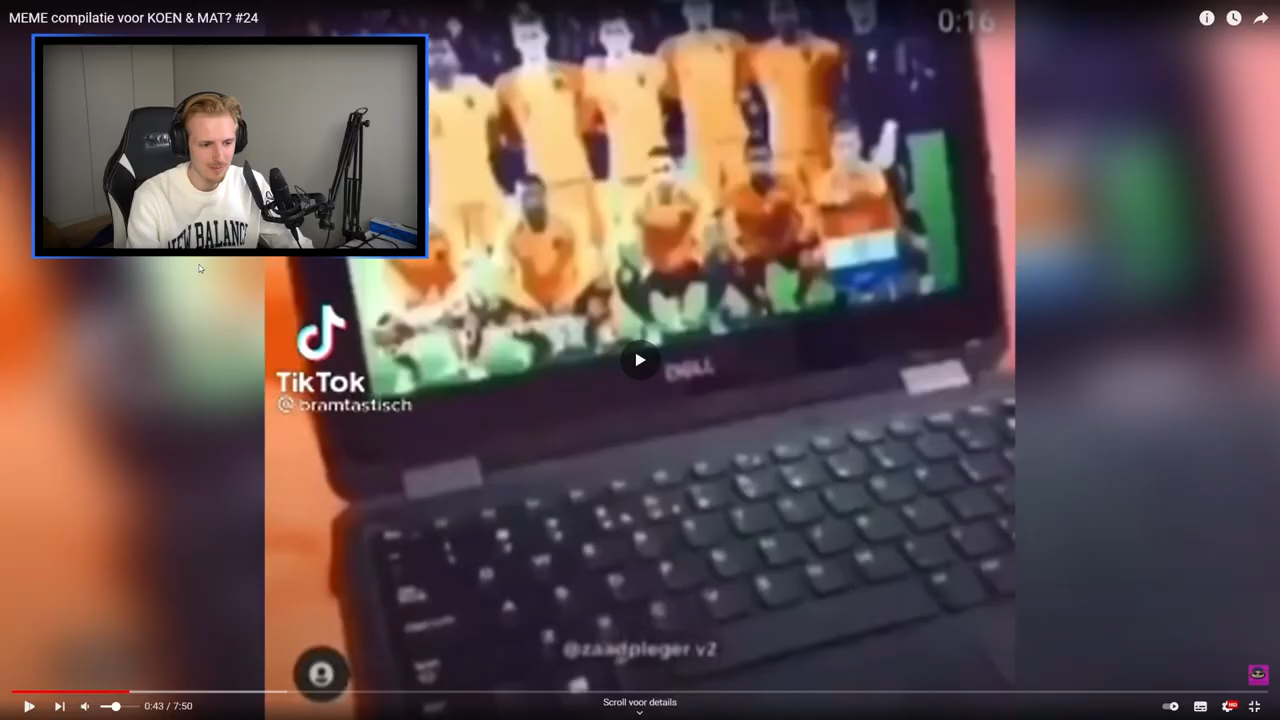 MEME compilatie voor KOEN & MAT? #24
0:16
NEW BALANCE
TikTok
@bramtastisch
DELL
@zaadpleger v2
0:43 / 7:50
Scroll voor details
HD